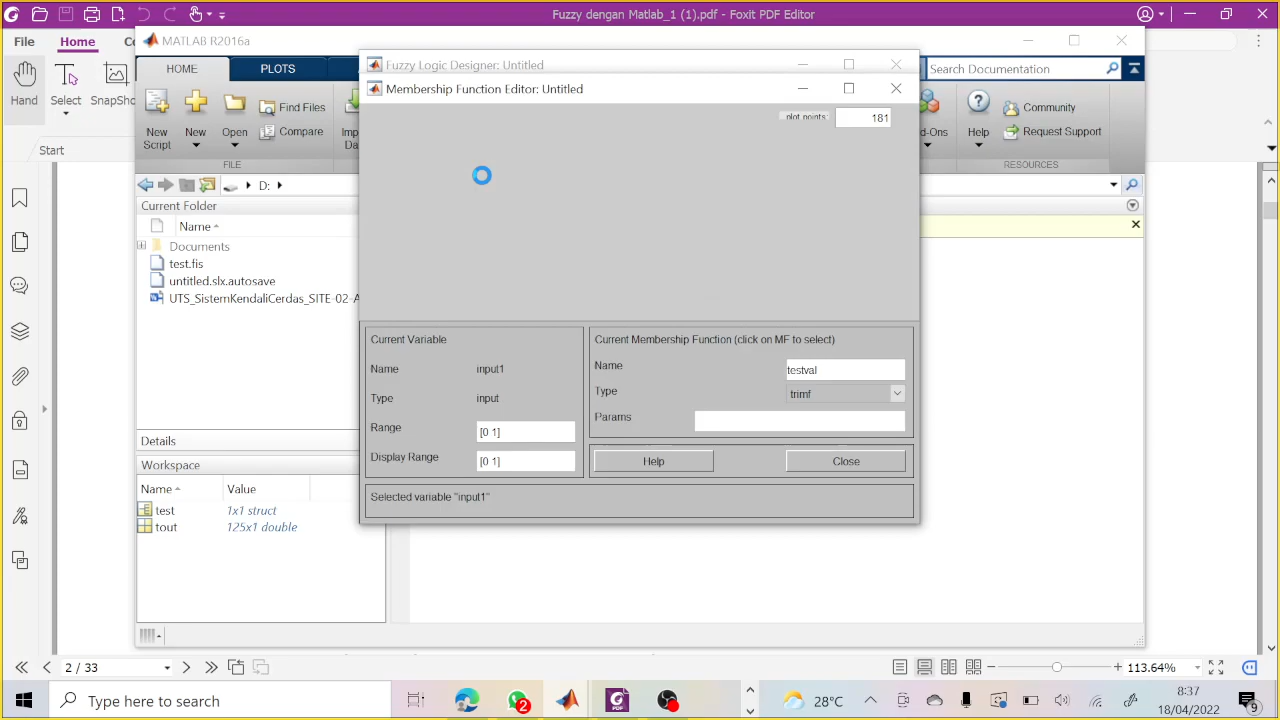 Fuzzy dengan Matlab_1 (1).pdf - Foxit PDF Editor
File
Home
Hand
Select
SnapSho
Start
MATLAB R2016a
HOME
PLOTS
Search Documentation
New
Script
New
Open
Find Files
Compare
FILE
Help
Community
Request Support
RESOURCES
D:
Current Folder
Name
Documents
test.fis
untitled.slx.autosave
UTS_SistemKendaliCerdas_SITE-02-A
Details
Workspace
Name
Value
test
1x1 struct
tout
125x1 double
Fuzzy Logic Designer: Untitled
Membership Function Editor: Untitled
plot points:
181
Current Variable
Name
input1
Type
input
Range
[0 1]
Display Range
[0 1]
Current Membership Function (click on MF to select)
Name
testval
Type
trimf
Params
Help
Close
Selected variable "input1"
2 / 33
113.64%
Type here to search
2
28°C
8:37
18/04/2022
9